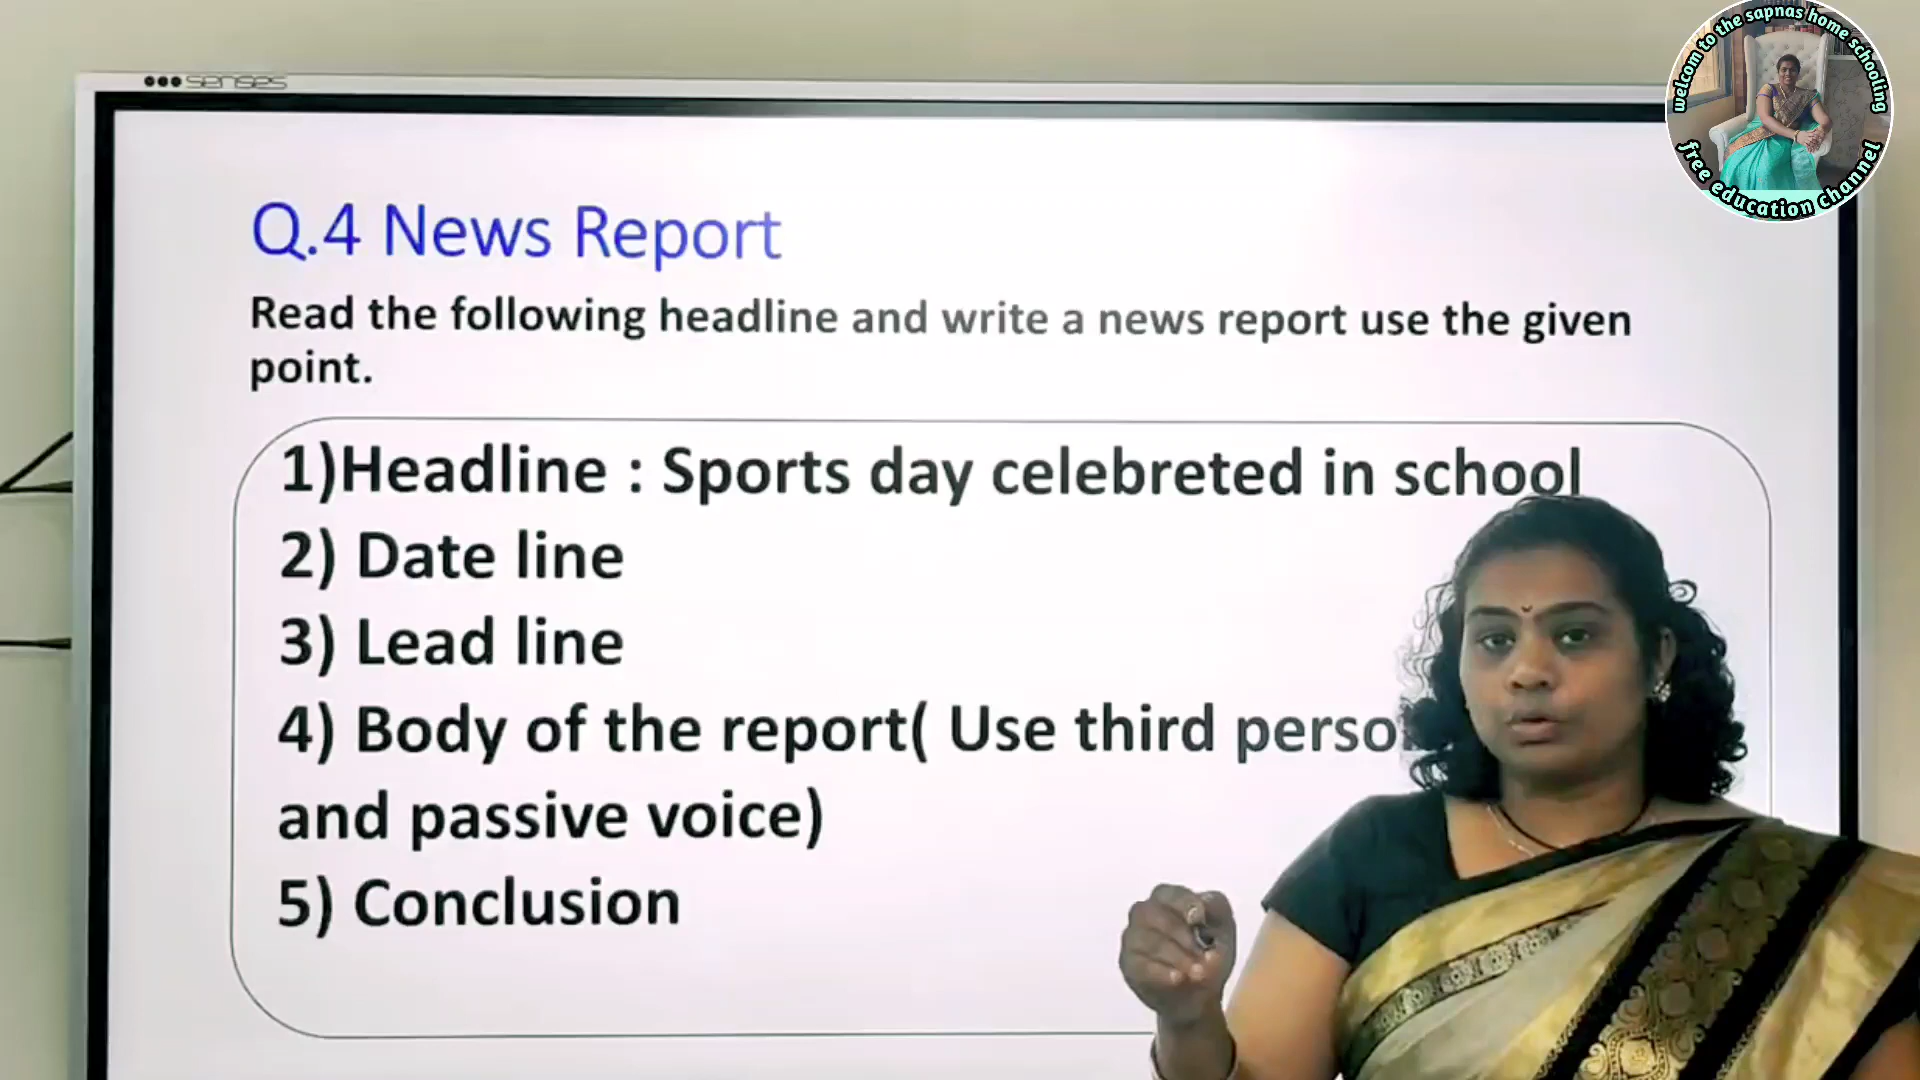 senses
welcom to the sapnas home schooling
free education channel
Q.4 News Report
Read the following headline and write a news report use the given
point.
1)Headline : Sports day celebreted in school
2) Date line
3) Lead line
4) Body of the report( Use third
and passive voice)
5) Conclusion